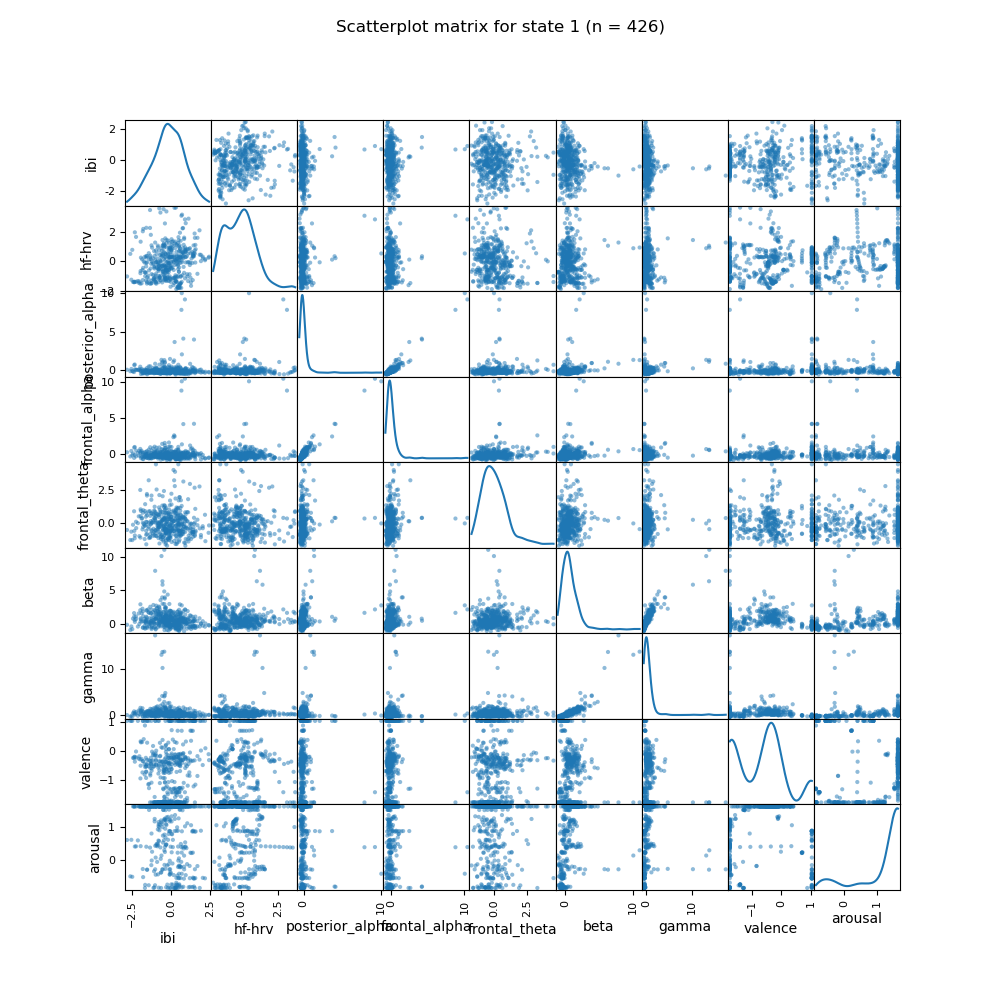 Scatterplot matrix for state 1 (n = 426)
ibi
2
0
-2
hf-hrv
2
0
-2
posterior_alpha
10
5
0
frontal_alpha
10
5
0
frontal_theta
2.5
0.0
beta
10
5
0
gamma
10
0
valence
1
0
−1
arousal
1
0
−2.5 0.0 2.5 0.0 2.5 0 10 0 10 0.0 2.5 0 10 0 10 −1 0 1 0 1
ibi hf-hrv posterior_alpha frontal_alpha frontal_theta beta gamma valence arousal